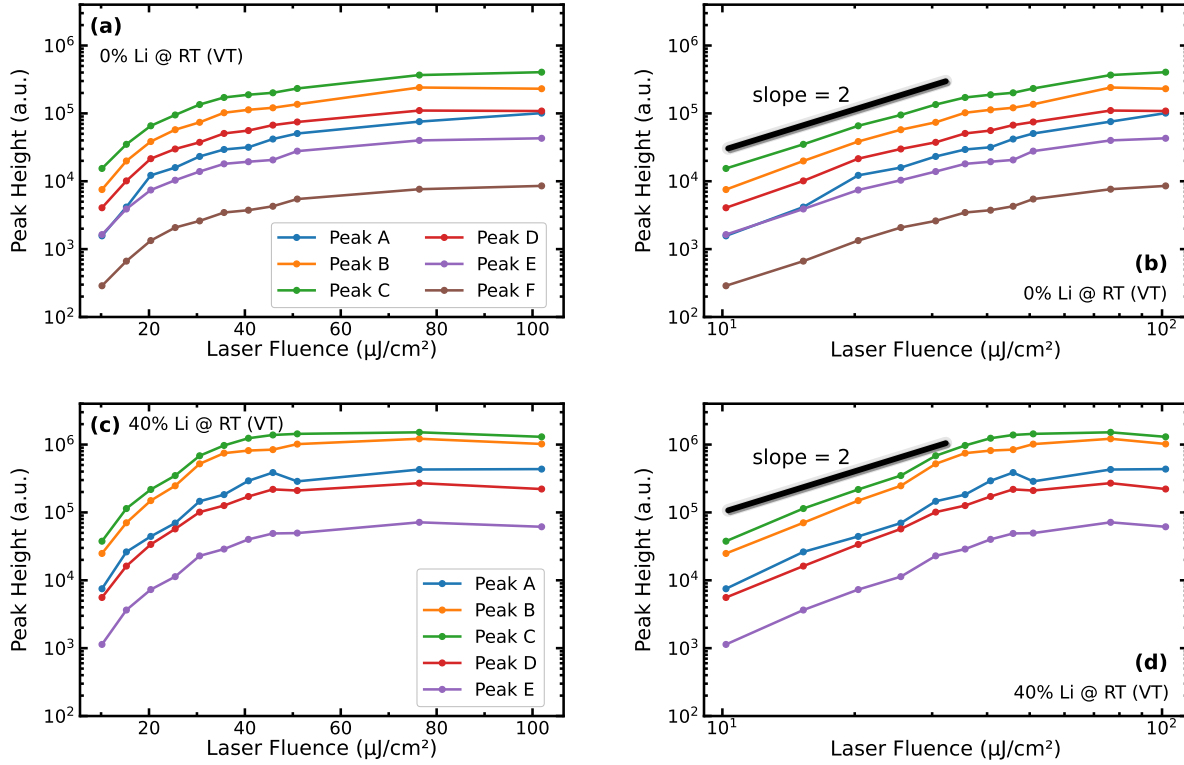 (a)
0% Li @ RT (VT)
Peak Height (a.u.)
10⁶
10⁵
10⁴
10³
10²
Peak A
Peak B
Peak C
Peak D
Peak E
Peak F
20 40 60 80 100
Laser Fluence (μJ/cm²)
slope = 2
(b)
0% Li @ RT (VT)
Peak Height (a.u.)
10⁶
10⁵
10⁴
10³
10²
10¹ 10²
Laser Fluence (μJ/cm²)
(c) 40% Li @ RT (VT)
Peak Height (a.u.)
10⁶
10⁵
10⁴
10³
10²
Peak A
Peak B
Peak C
Peak D
Peak E
20 40 60 80 100
Laser Fluence (μJ/cm²)
slope = 2
(d)
40% Li @ RT (VT)
Peak Height (a.u.)
10⁶
10⁵
10⁴
10³
10²
10¹ 10²
Laser Fluence (μJ/cm²)